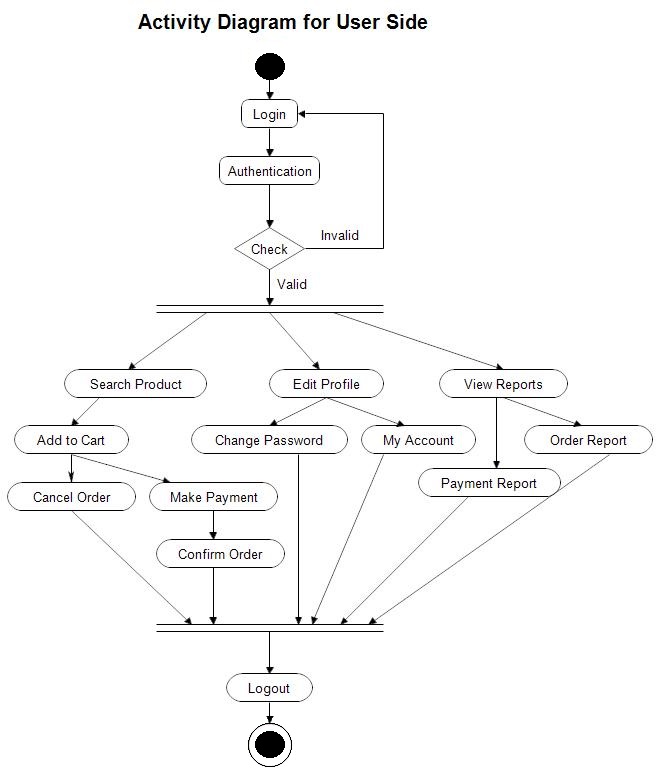 Activity Diagram for User Side
Login
Authentication
Check
Invalid
Valid
Search Product
Edit Profile
View Reports
Add to Cart
Change Password
My Account
Order Report
Cancel Order
Make Payment
Payment Report
Confirm Order
Logout